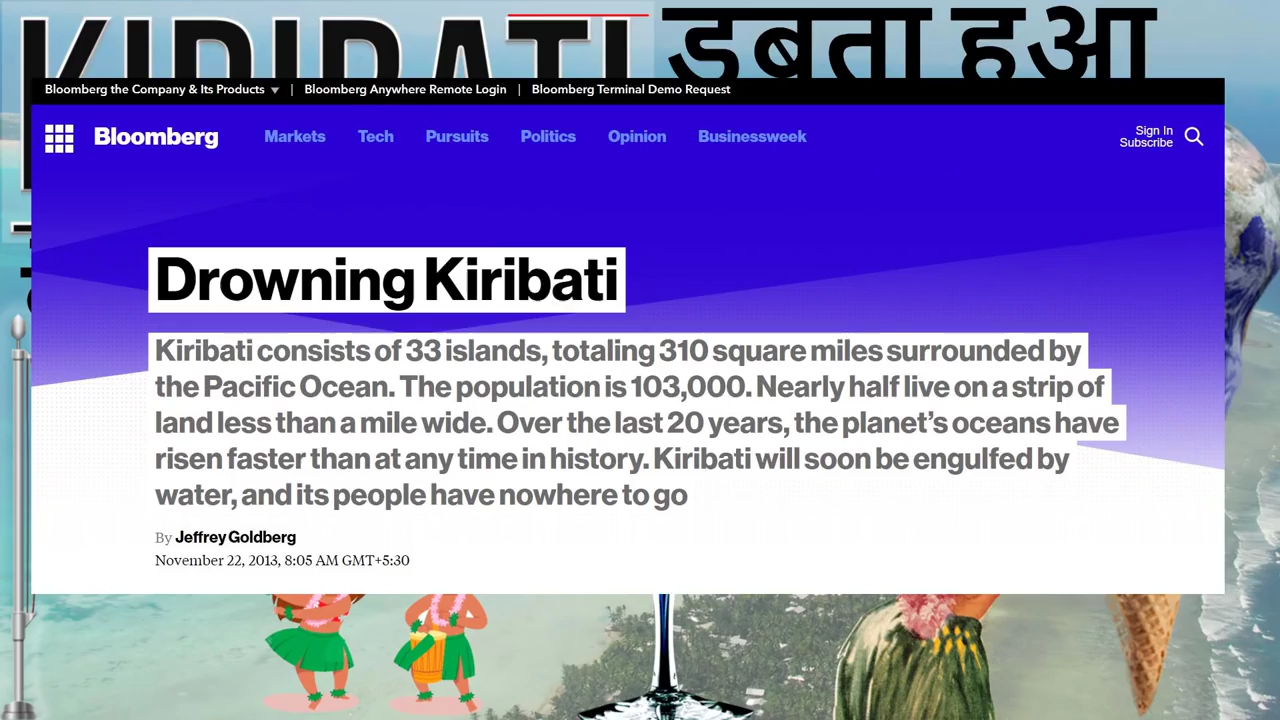 KIRIBATI डूबता हुआ
Bloomberg the Company & Its Products ▼ | Bloomberg Anywhere Remote Login | Bloomberg Terminal Demo Request
Bloomberg Markets Tech Pursuits Politics Opinion Businessweek
Sign In
Subscribe
Drowning Kiribati
Kiribati consists of 33 islands, totaling 310 square miles surrounded by
the Pacific Ocean. The population is 103,000. Nearly half live on a strip of
land less than a mile wide. Over the last 20 years, the planet’s oceans have
risen faster than at any time in history. Kiribati will soon be engulfed by
water, and its people have nowhere to go
By Jeffrey Goldberg
November 22, 2013, 8:05 AM GMT+5:30